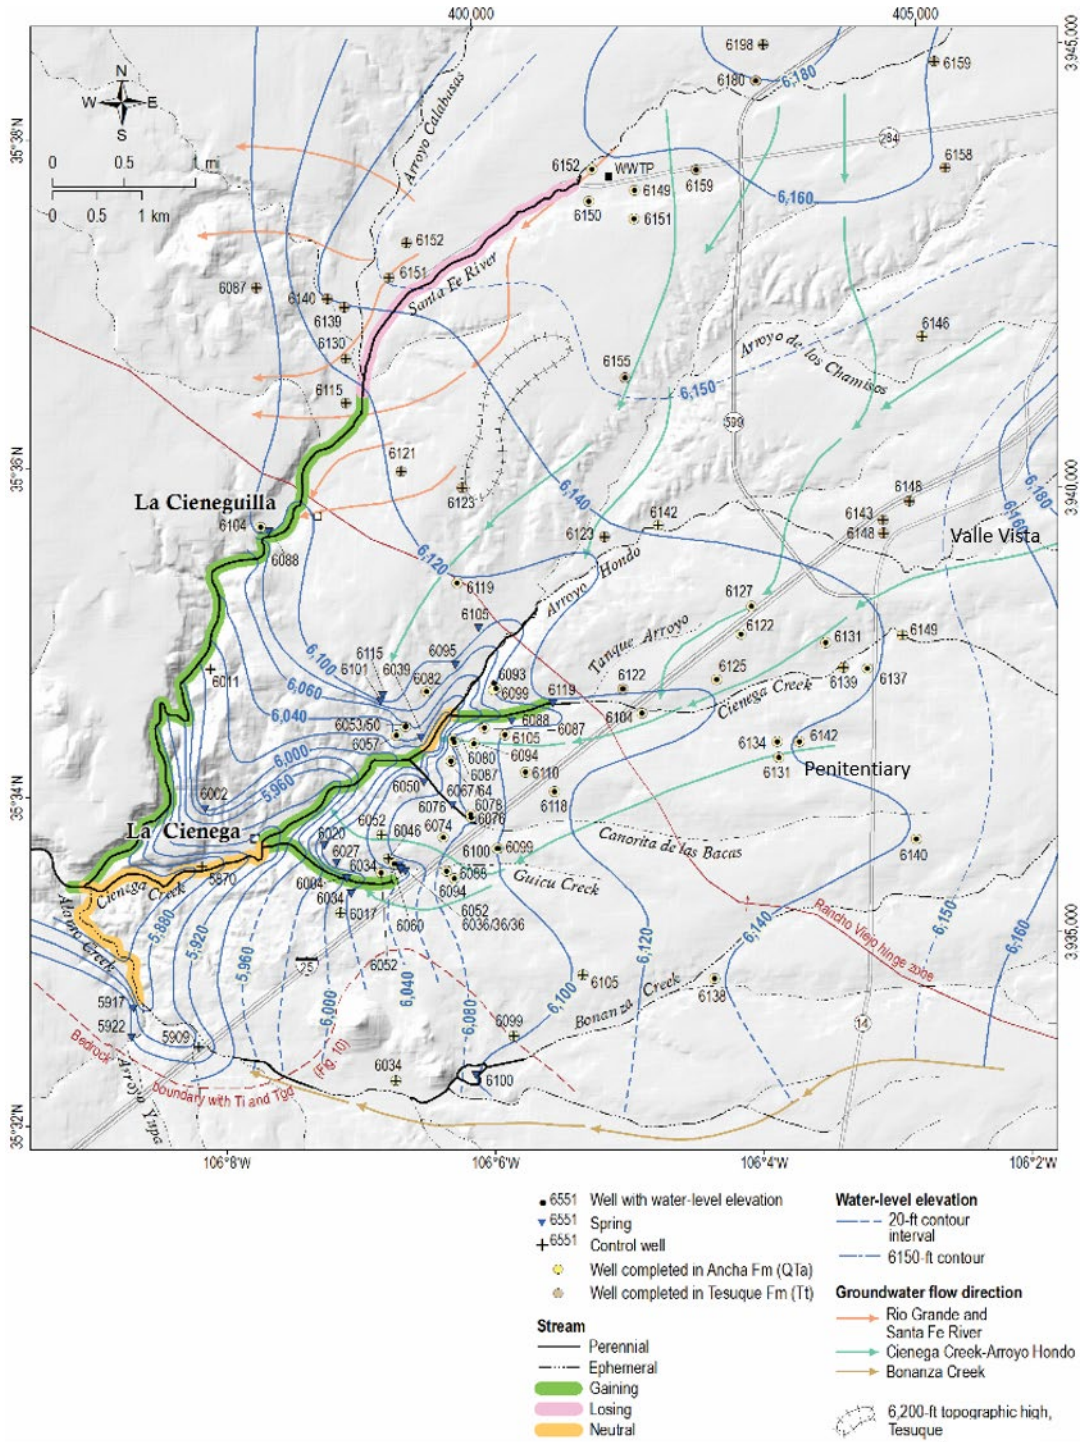 400,000
405,000
3,945,000
6198
6159
6180
6,180
N
W
E
S
Arroyo Calabasas
35°38'N
284
0
0.5
1 mi
6152
WWTP
6159
6158
0
0.5
1 km
6149
6,160
6150
6151
6152
6151
Santa Fe River
6087
6140
6139
6146
6130
Arroyo de los Chamisos
6155
6,150
6115
599
35°36'N
6121
3,940,000
La Cieneguilla
6123
6,140
6148
6,180
6104
6142
6143
6,160
6123
6148
Valle Vista
6088
6,120
6119
Arroyo Hondo
6127
6105
Tanque Arroyo
6122
6115
6095
6131
6149
6101
6039
6,100
6093
6011
6082
6099
6122
6125
6139
6137
6,060
6119
Cienega Creek
6,040
6053/50
6088
6104
6087
6057
6105
6134
6142
6,000
6080
6094
6087
6110
6131
Penitentiary
5,960
6050
6067/64
35°34'N
6002
6076
6078
6118
La Cienega
6052
6076
6020
6046
6074
Canorita de las Bacas
6027
6100
6099
6140
6034
5870
6088
Guicu Creek
6004
6094
Cienega Creek
6034
6017
6052
6060
6036/36/36
Rancho Viejo hinge zone
Alamo Creek
5,880
5,920
5,960
25
6052
6,120
6,140
6,150
6,160
3,935,000
6,000
6,040
6,080
6,100
6105
Bonanza Creek
6138
5917
5922
5909
6099
14
Bedrock
boundary with Ti and Tgd
(Fig. 10)
6034
6100
Arroyo Yupa
35°32'N
106°8'W
106°6'W
106°4'W
106°2'W
6551 Well with water-level elevation
6551 Spring
6551 Control well
Well completed in Ancha Fm (QTa)
Well completed in Tesuque Fm (Tt)
Stream
Perennial
Ephemeral
Gaining
Losing
Neutral
Water-level elevation
20-ft contour
interval
6150-ft contour
Groundwater flow direction
Rio Grande and
Santa Fe River
Cienega Creek-Arroyo Hondo
Bonanza Creek
6,200-ft topographic high,
Tesuque